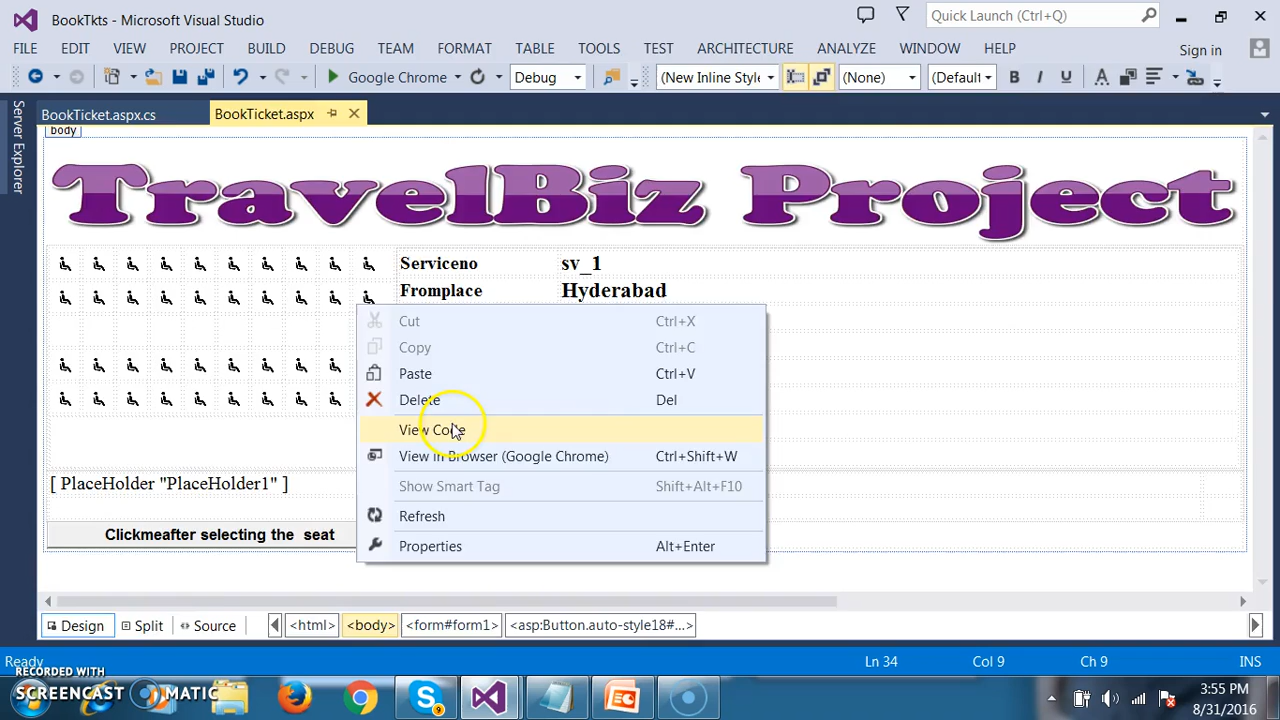 BookTkts - Microsoft Visual Studio
Quick Launch (Ctrl+Q)
FILE EDIT VIEW PROJECT BUILD DEBUG TEAM FORMAT TABLE TOOLS TEST ARCHITECTURE ANALYZE WINDOW HELP Sign in
Google Chrome Debug (New Inline Style (None) (Default B I U A
Server Explorer
BookTicket.aspx.cs BookTicket.aspx
body
TravelBiz Project
Serviceno sv_1
Fromplace Hyderabad
Cut Ctrl+X
Copy Ctrl+C
Paste Ctrl+V
Delete Del
View Code
View in Browser (Google Chrome) Ctrl+Shift+W
Show Smart Tag Shift+Alt+F10
Refresh
Properties Alt+Enter
[ PlaceHolder "PlaceHolder1" ]
Clickmeafter selecting the seat
Design Split Source <html> <body> <form#form1> <asp:Button.auto-style18#...>
Ready Ln 34 Col 9 Ch 9 INS
RECORDED WITH
SCREENCAST MATIC
3:55 PM
8/31/2016